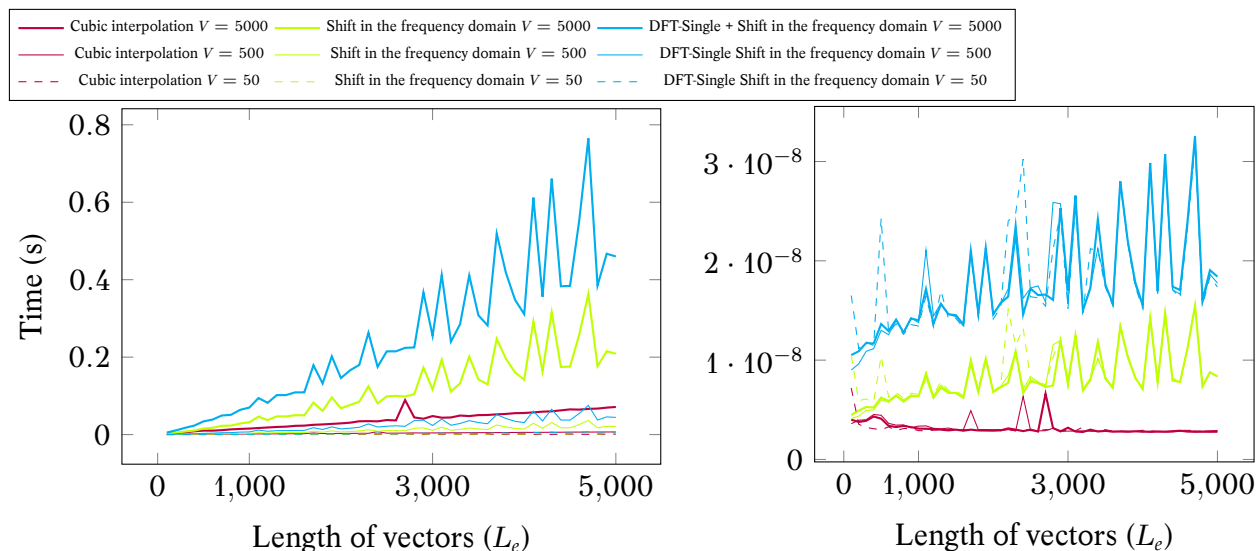 Cubic interpolation V = 5000 Shift in the frequency domain V = 5000 DFT-Single + Shift in the frequency domain V = 5000
Cubic interpolation V = 500 Shift in the frequency domain V = 500 DFT-Single Shift in the frequency domain V = 500
Cubic interpolation V = 50 Shift in the frequency domain V = 50 DFT-Single Shift in the frequency domain V = 50
0.8
0.6
0.4
0.2
0
Time (s)
0 1,000 3,000 5,000
Length of vectors (Lₑ)
3 · 10⁻⁸
2 · 10⁻⁸
1 · 10⁻⁸
0
0 1,000 3,000 5,000
Length of vectors (Lₑ)